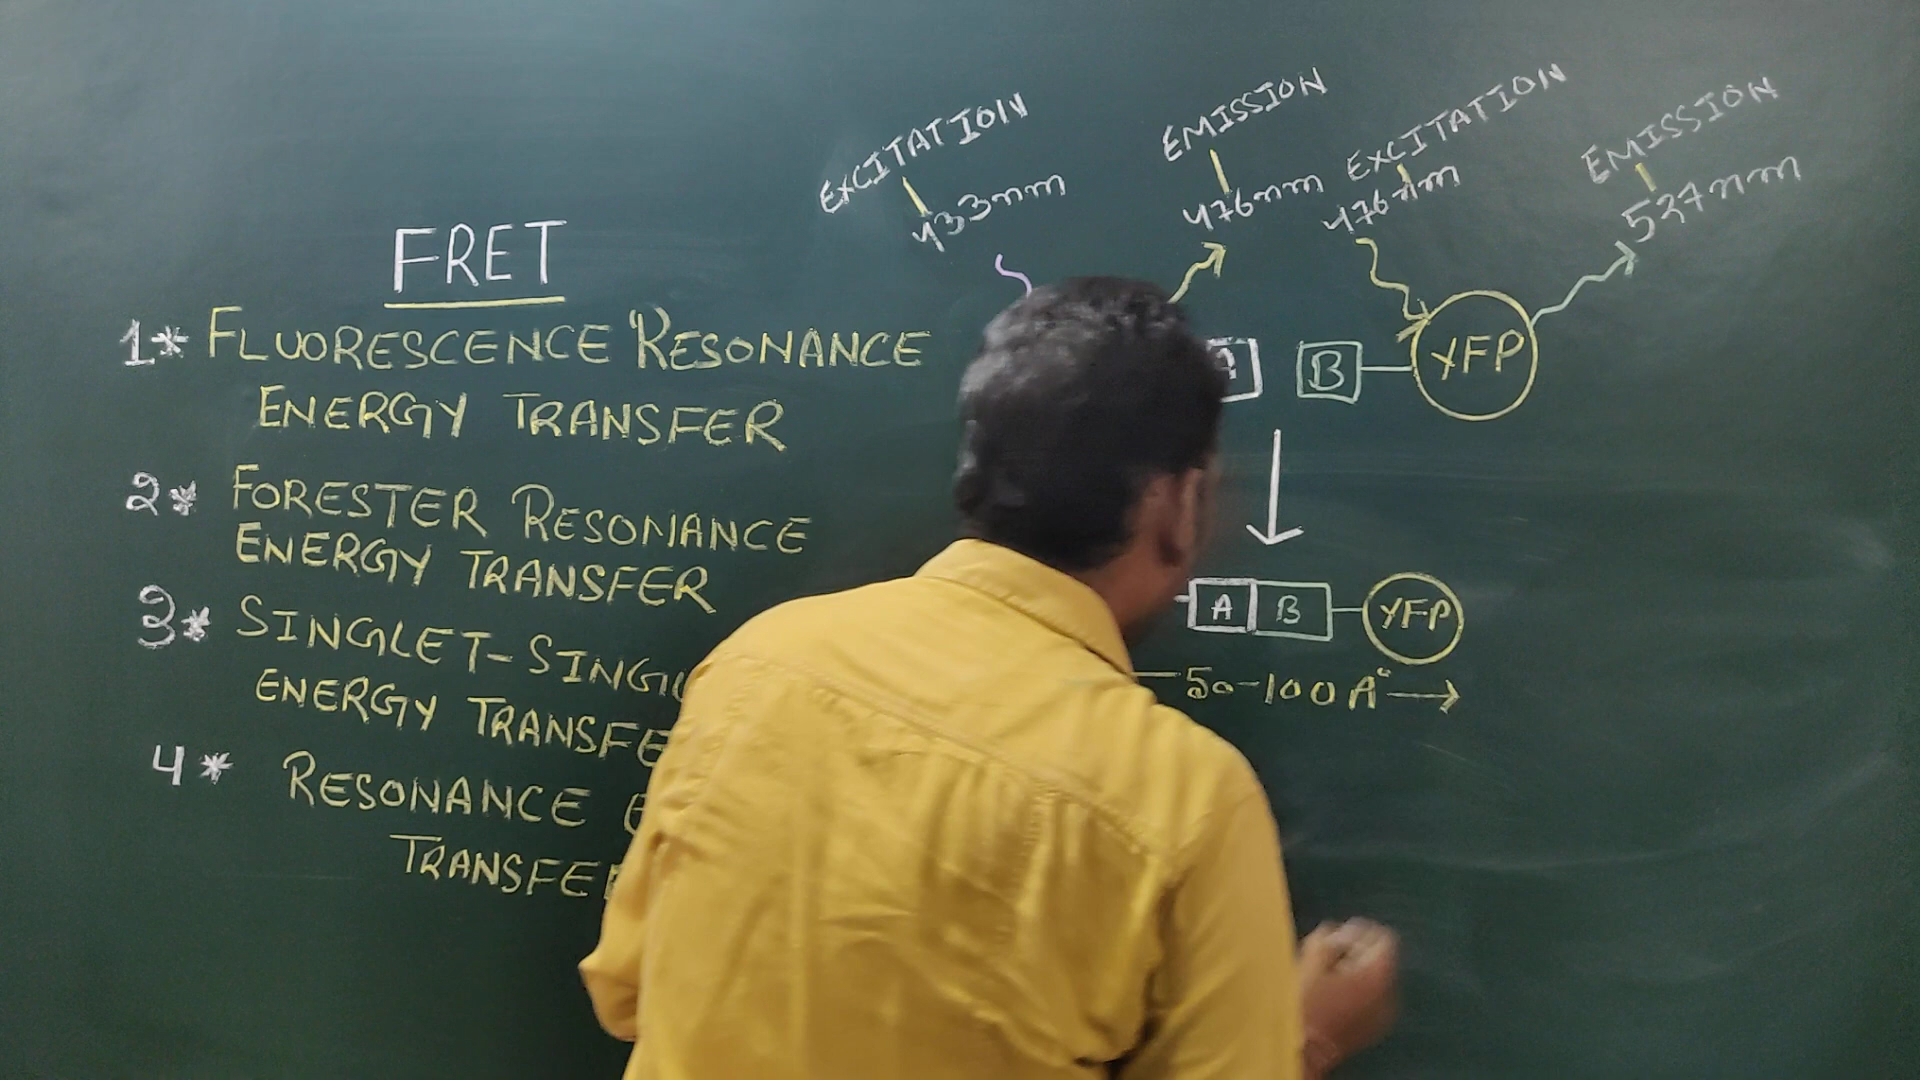 FRET
1* FLUORESCENCE RESONANCE
ENERGY TRANSFER
2* FORESTER RESONANCE
ENERGY TRANSFER
3* SINGLET-
ENERGY TRANSFE
4* RESONANCE
TRANSFE
EXCITATION
433nm
EMISSION
476nm
EXCITATION
476nm
EMISSION
537nm
B
YFP
A B YFP
50-100 A°